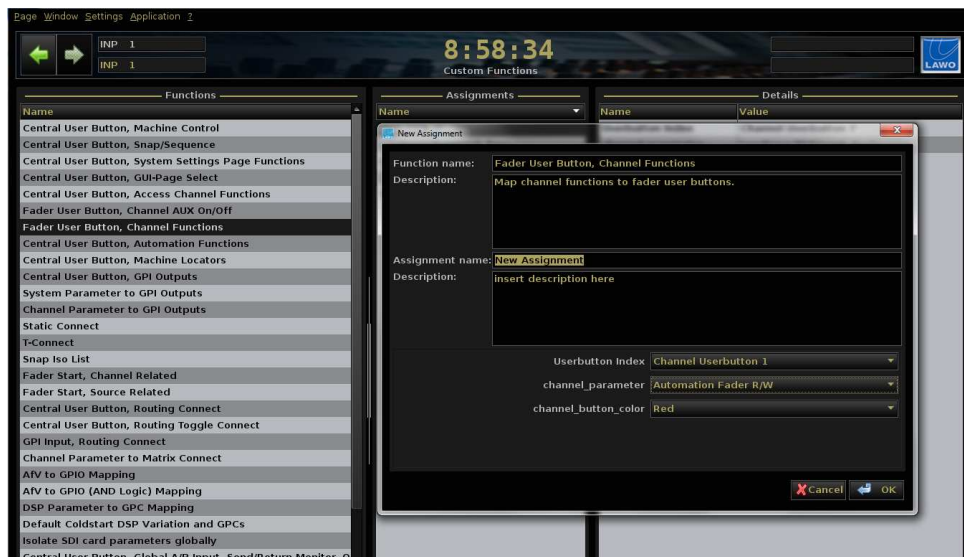 Page Window Settings Application ?
INP 1
INP 1
8:58:34
Custom Functions
LAWO
Functions
Name
Central User Button, Machine Control
Central User Button, Snap/Sequence
Central User Button, System Settings Page Functions
Central User Button, GUI-Page Select
Central User Button, Access Channel Functions
Fader User Button, Channel AUX On/Off
Fader User Button, Channel Functions
Central User Button, Automation Functions
Central User Button, Machine Locators
Central User Button, GPI Outputs
System Parameter to GPI Outputs
Channel Parameter to GPI Outputs
Static Connect
T-Connect
Snap Iso List
Fader Start, Channel Related
Fader Start, Source Related
Central User Button, Routing Connect
Central User Button, Routing Toggle Connect
GPI Input, Routing Connect
Channel Parameter to Matrix Connect
AfV to GPIO Mapping
AfV to GPIO (AND Logic) Mapping
DSP Parameter to GPC Mapping
Default Coldstart DSP Variation and GPCs
Isolate SDI card parameters globally
Central User Button, Global A/B Input, Send/Return Monitor,
Assignments
Name
Details
Name Value
New Assignment
Function name: Fader User Button, Channel Functions
Description: Map channel functions to fader user buttons.
Assignment name: New Assignment
Description: insert description here
Userbutton Index Channel Userbutton 1
channel_parameter Automation Fader R/W
channel_button_color Red
Cancel OK